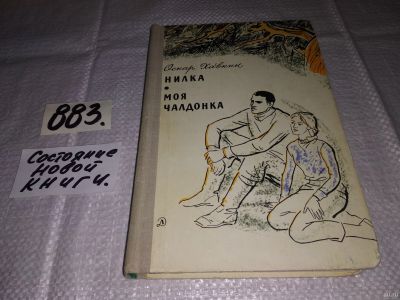 883.
Состояние
новой
книги.
Оскар Хавкин
НИЛКА
•
МОЯ
ЧАЛДОНКА